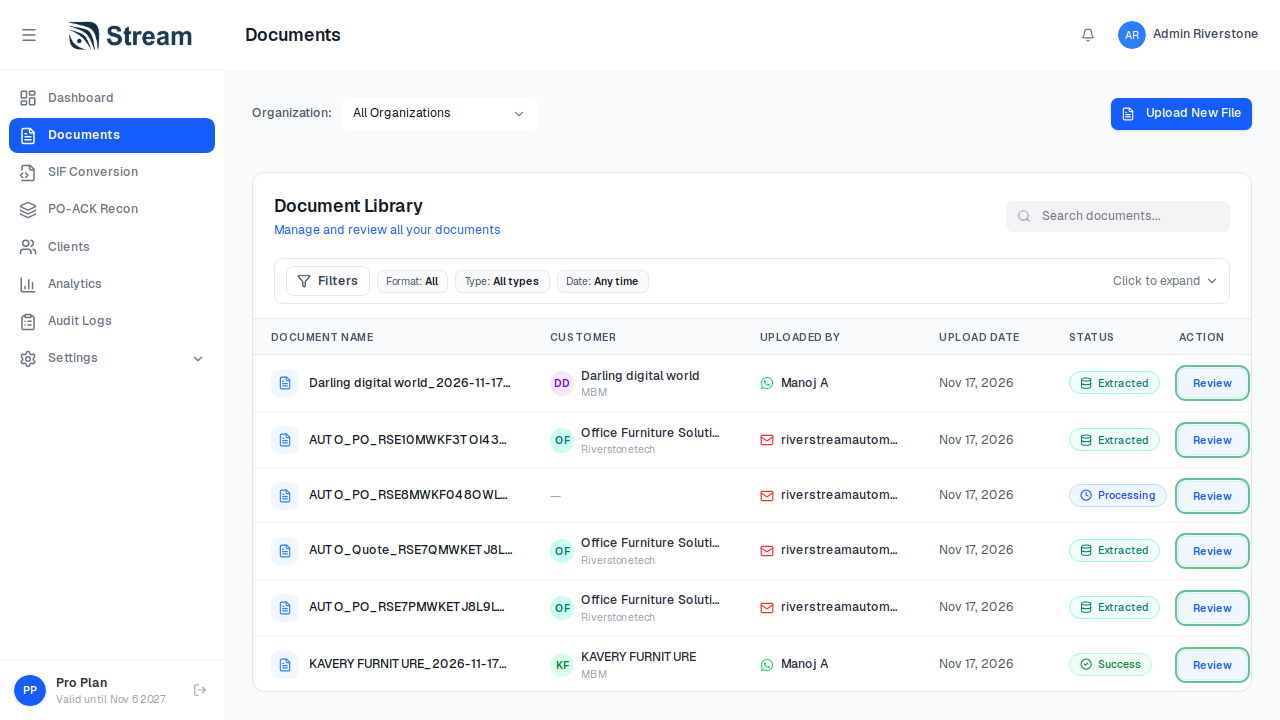 Stream
Documents
AR
Admin Riverstone
Dashboard
Documents
SIF Conversion
PO-ACK Recon
Clients
Analytics
Audit Logs
Settings
PP
Pro Plan
Valid until Nov 6 2027
Organization:
All Organizations
Upload New File
Document Library
Manage and review all your documents
Search documents...
Filters
Format: All
Type: All types
Date: Any time
Click to expand
DOCUMENT NAME CUSTOMER UPLOADED BY UPLOAD DATE STATUS ACTION
Darling digital world_2026-11-17... DD Darling digital world Manoj A Nov 17, 2026 Extracted Review
MBM
AUTO_PO_RSE10MWKF3TOI43... OF Office Furniture Soluti... riverstreamautom... Nov 17, 2026 Extracted Review
Riverstonetech
AUTO_PO_RSE8MWKF048OWL... — riverstreamautom... Nov 17, 2026 Processing Review
AUTO_Quote_RSE7QMWKETJ8L... OF Office Furniture Soluti... riverstreamautom... Nov 17, 2026 Extracted Review
Riverstonetech
AUTO_PO_RSE7PMWKETJ8L9L... OF Office Furniture Soluti... riverstreamautom... Nov 17, 2026 Extracted Review
Riverstonetech
KAVERY FURNITURE_2026-11-17... KF KAVERY FURNITURE Manoj A Nov 17, 2026 Success Review
MBM